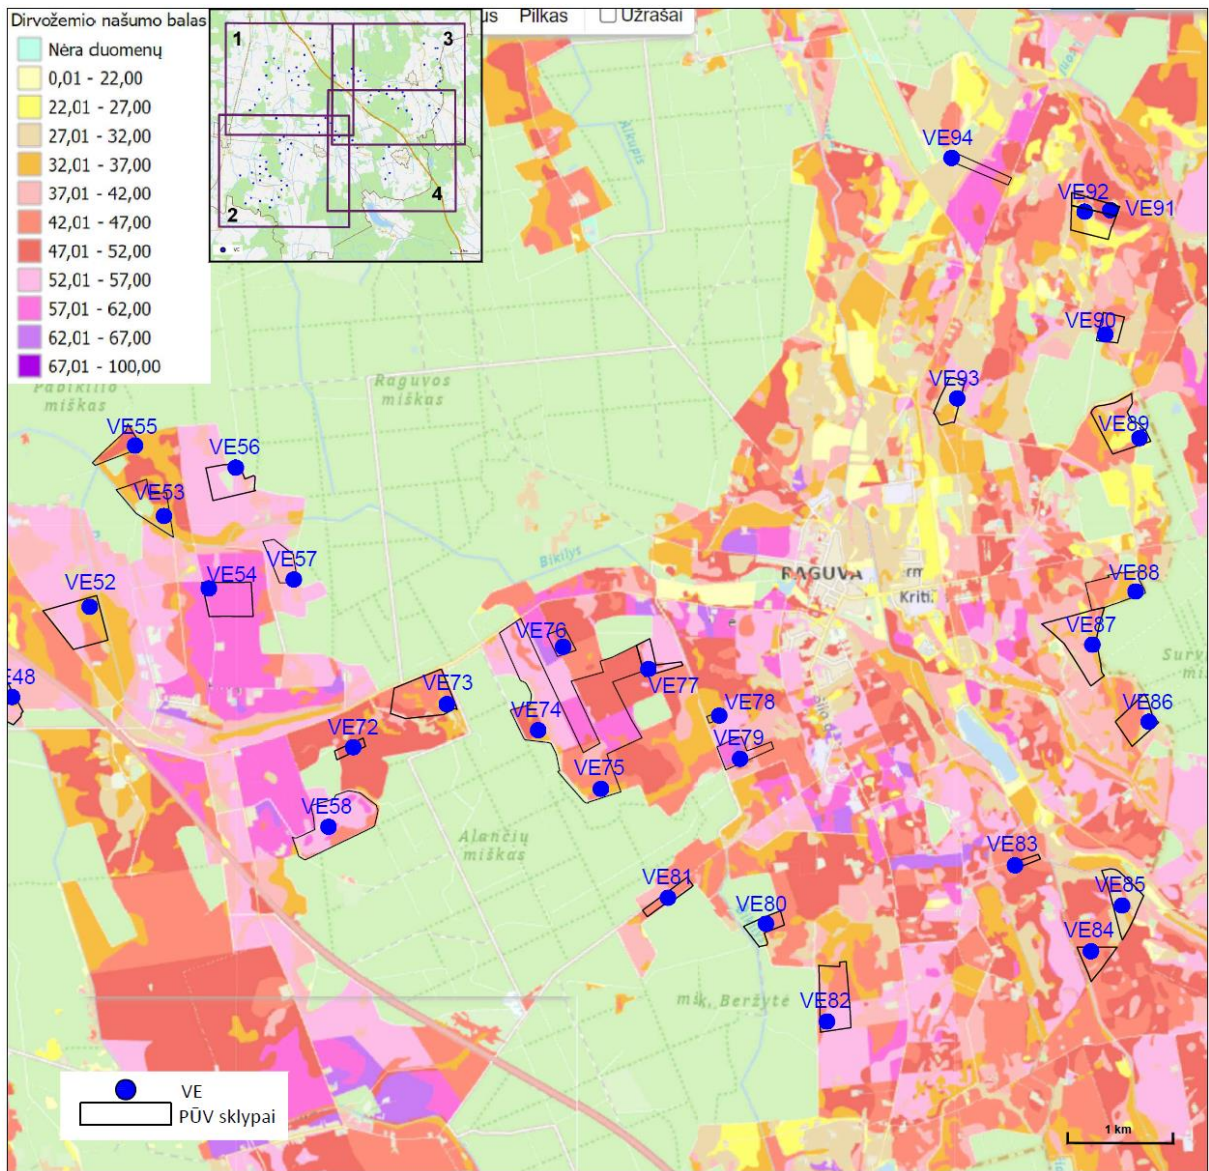 Dirvožemio našumo balas
Nėra duomenų
0,01 - 22,00
22,01 - 27,00
27,01 - 32,00
32,01 - 37,00
37,01 - 42,00
42,01 - 47,00
47,01 - 52,00
52,01 - 57,00
57,01 - 62,00
62,01 - 67,00
67,01 - 100,00
1
3
2
4
us Pilkas Užrašai
Alkupis
VE94
VE92
VE91
VE90
Raguvos
miškas
miškas
VE93
VE55
VE89
VE56
VE53
Bikilys
VE57
VE54
RAGUVA
Kriti.
VE88
VE52
VE76
VE87
VE77
VE73
VE78
VE86
VE74
VE72
VE79
VE75
VE58
Alančių
miškas
VE83
VE81
VE85
VE80
VE84
mšk. Beržytė
VE82
VE
PŪV sklypai
1 km